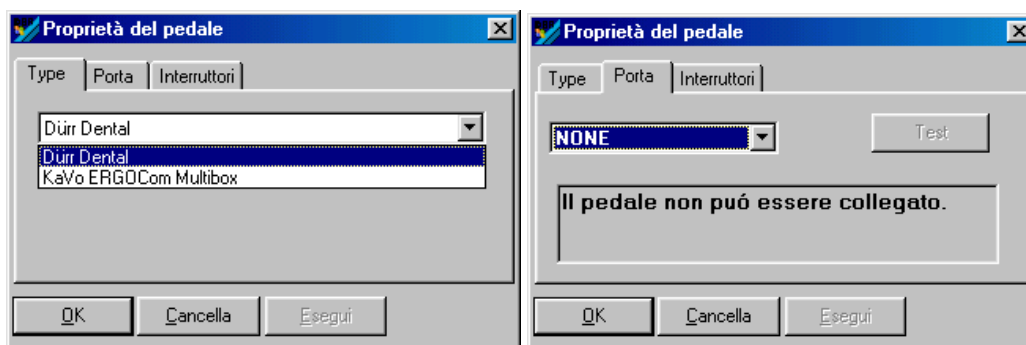 Proprietà del pedale
Type Porta Interruttori
Dürr Dental
Dürr Dental
KaVo ERGOCom Multibox
OK Cancella Esegui
Proprietà del pedale
Type Porta Interruttori
NONE Test
Il pedale non puó essere collegato.
OK Cancella Esegui